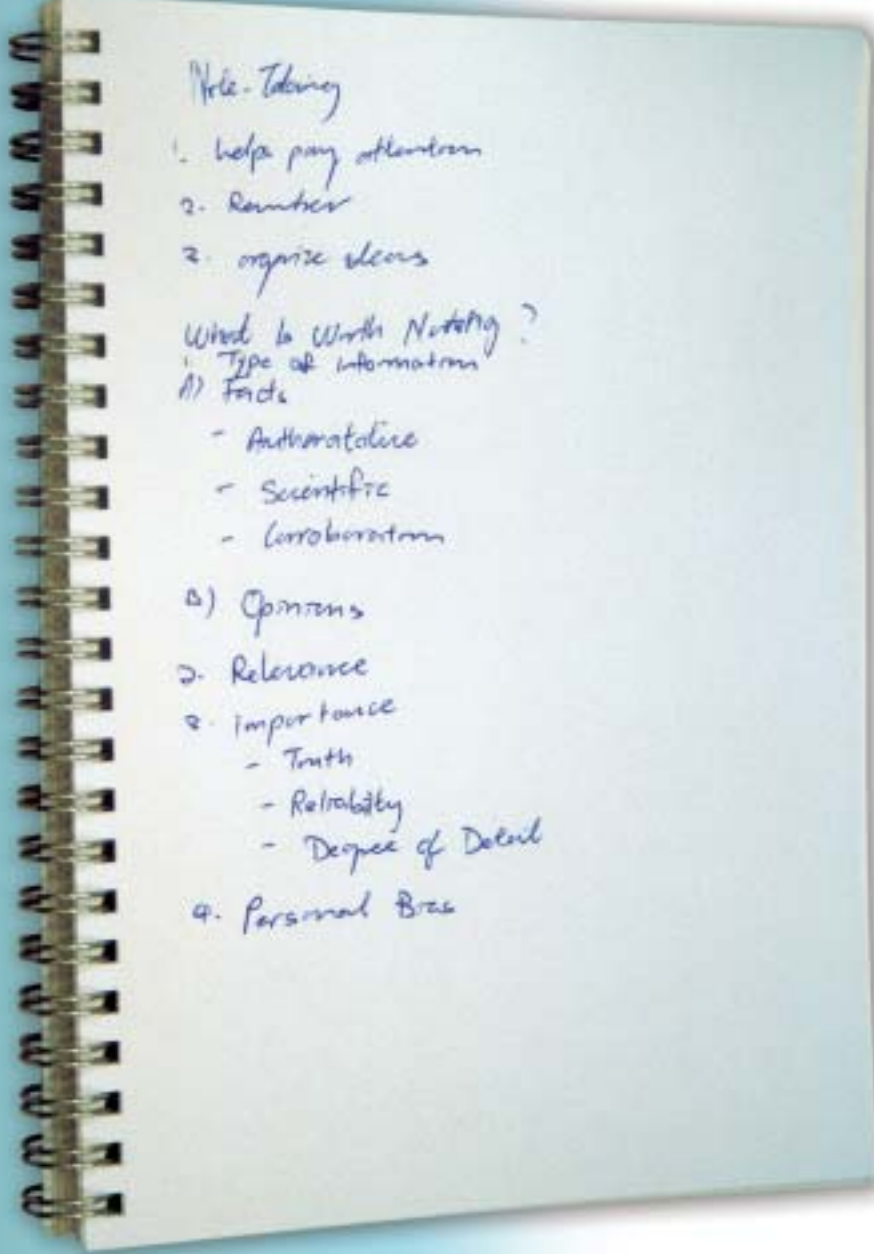 Note-Taking
1. helps pay attention
2. Remember
3. organize ideas
What is Worth Noting?
1. Type of information
A) Facts
- Authoratative
- Scientific
- Corroboration
B) Opinions
2. Relevance
3. importance
- Truth
- Reliability
- Degree of Detail
4. Personal Bias